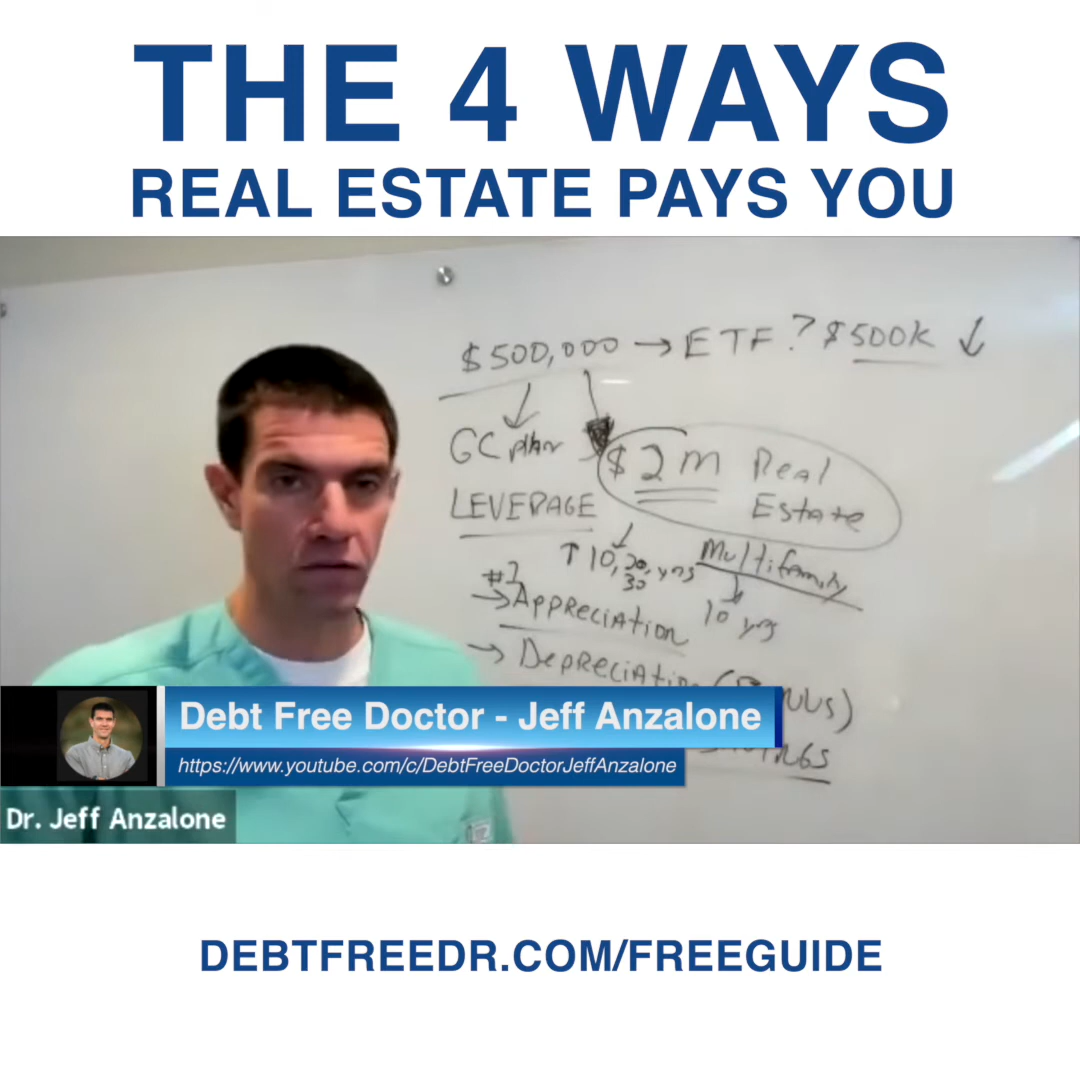 THE 4 WAYS
REAL ESTATE PAYS YOU
$500,000 → ETF? $500K ↓
GC plan
$2m Real
Estate
LEVERAGE
↑10, 20, yrs
30
Multifamily
10 yrs
→ Appreciation
→ Depreciation
Debt Free Doctor - Jeff Anzalone
https://www.youtube.com/c/DebtFreeDoctorJeffAnzalone
Dr. Jeff Anzalone
DEBTFREEDR.COM/FREEGUIDE